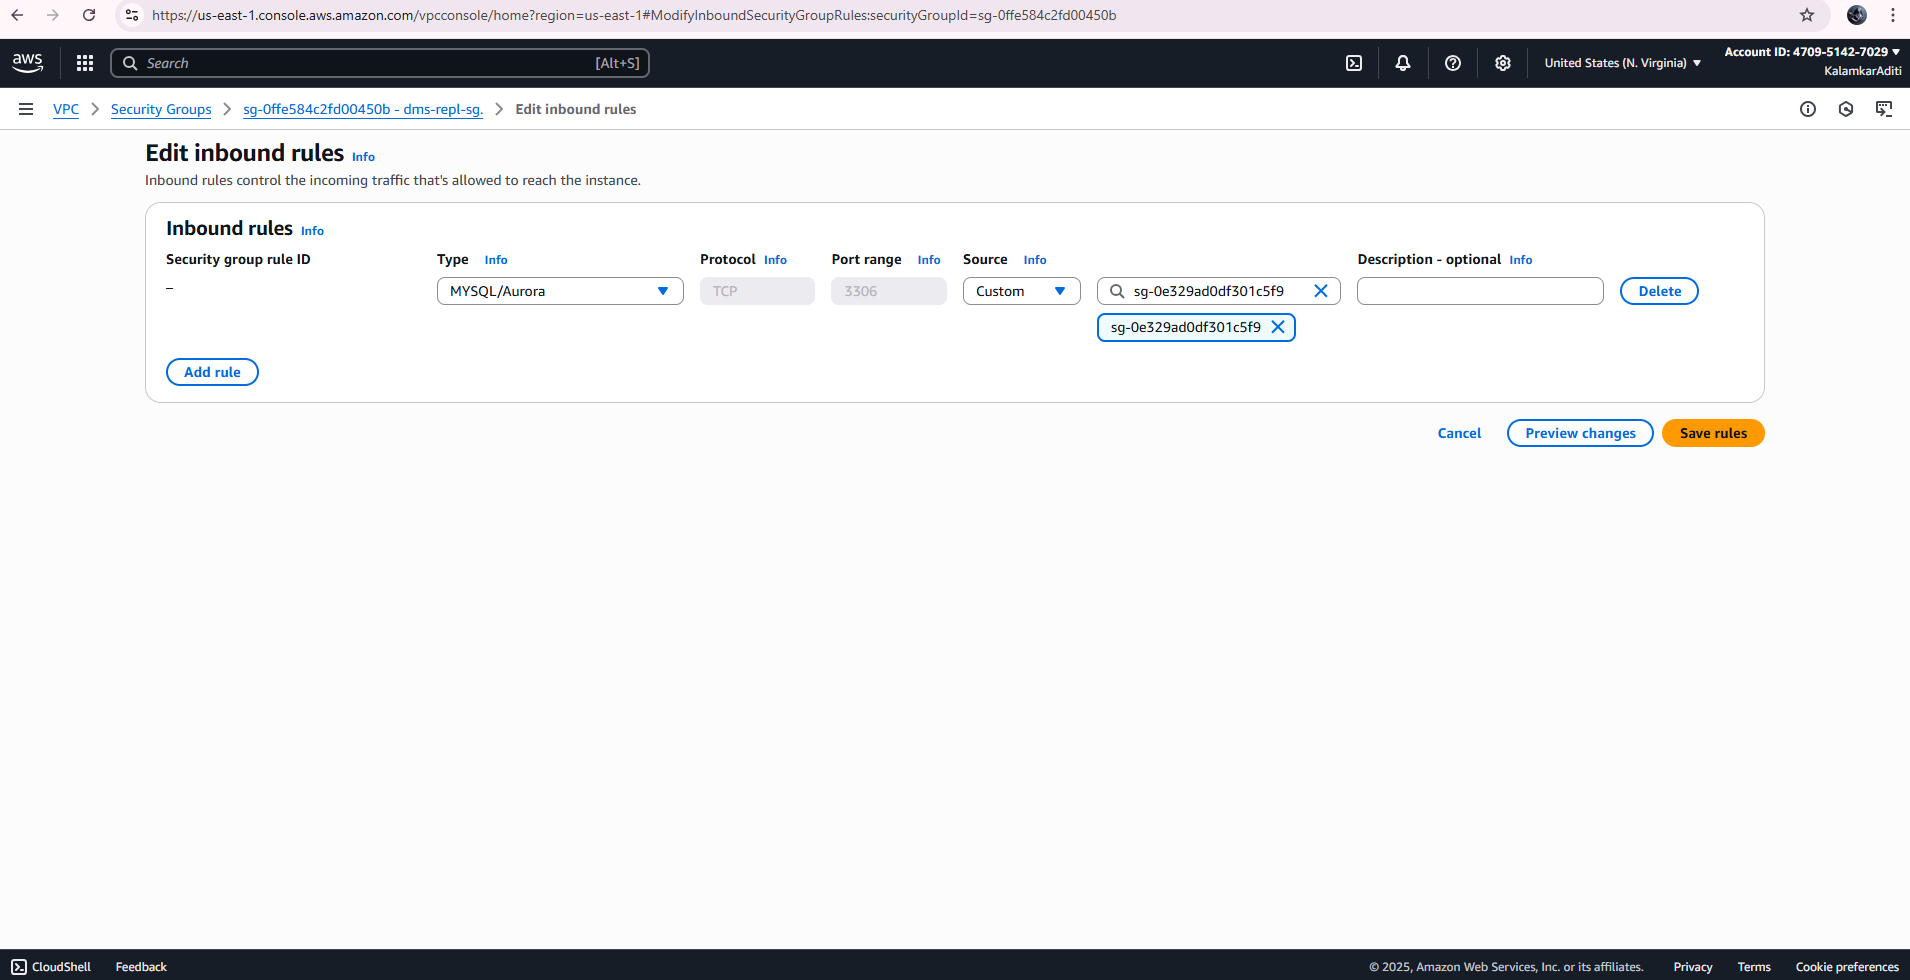 https://us-east-1.console.aws.amazon.com/vpcconsole/home?region=us-east-1#ModifyInboundSecurityGroupRules:securityGroupId=sg-0ffe584c2fd00450b
aws Search [Alt+S] United States (N. Virginia) Account ID: 4709-5142-7029
KalamkarAditi
VPC Security Groups sg-0ffe584c2fd00450b - dms-repl-sg. Edit inbound rules
Edit inbound rules Info
Inbound rules control the incoming traffic that's allowed to reach the instance.
Inbound rules Info
Security group rule ID Type Info Protocol Info Port range Info Source Info Description - optional Info
– MYSQL/Aurora TCP 3306 Custom sg-0e329ad0df301c5f9 Delete
sg-0e329ad0df301c5f9
Add rule
Cancel Preview changes Save rules
CloudShell Feedback © 2025, Amazon Web Services, Inc. or its affiliates. Privacy Terms Cookie preferences